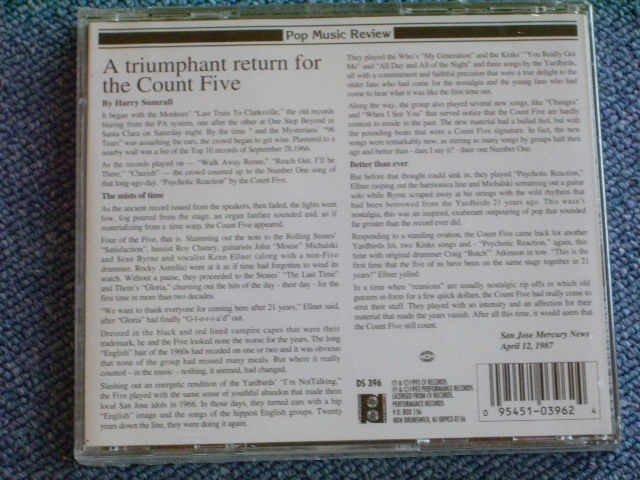 Pop Music Review
A triumphant return for
the Count Five
By Harry Sumrall
It began with the Monkees' "Last Train To Clarksville," the old records
blaring from the PA system, one after the other at One Step Beyond in
Santa Clara on Saturday night. By the time ? and the Mysterians' "96
Tears" was assaulting the ears, the crowd began to get wise. Plastered to a
nearby wall was a list of the Top 10 records of September 28,1966.
As the records played on — "Walk Away Renee," "Reach Out, I'll be
There," "Cherish" — the crowd counted up to the Number One song of
that long-ago day, "Psychotic Reaction" by the Count Five.
The mists of time
As the ancient record issued from the speakers, then faded, the lights went
low, fog poured from the stage, an organ fanfare sounded and, as if
materializing from a time warp, the Count Five appeared.
Four of the Five, that is. Slamming out the note to the Rolling Stones'
"Satisfaction", bassist Roy Chaney, guitarists John "Mouse" Michalski
and Sean Byrne and vocalist Kenn Ellner (along with a non-Five
drummer, Rocky Astrella) went at it as if time had forgotten to wind its
watch. Without a pause, they proceeded to the Stones' "The Last Time"
and Them's "Gloria," churning out the hits of the day - their day - for the
first time in more than two decades.
"We want to thank everyone for coming here after 21 years," Ellner said,
after "Gloria" had finally "G-l-o-r-i-a'd" out.
Dressed in the black and red lined vampire capes that were their
trademark, he and the Five looked none the worse for the years. The long
"English" hair of the 1960s had receded on one or two and it was obvious
that none of the group had missed many meals. But where it really
counted – in the music – nothing, it seemed, had changed.
Slashing out an energetic rendition of the Yardbirds' "I'm NotTalking,"
the Five played with the same sense of youthful abandon that made them
local San Jose idols in 1966. In those days, they turned ears with a hip
"English" image and the songs of the hippest English groups. Twenty
years down the line, they were doing it again.
They played the Who's "My Generation" and the Kinks' "You Really Got
Me" and "All Day and All of the Night" and three songs by the Yardbirds,
all with a commitment and faithful precision that were a true delight to the
older fans who had come for the nostalgia and the young fans who had
come to hear what it was like the first time out.
Along the way, the group also played several new songs, like "Changes"
and "When I See You" that served notice that the Count Five are hardly
content to reside in the past. The new material had a ballad feel, but with
the pounding beats that were a Count Five signature. In fact, the new
songs were remarkably new, as stirring as many songs by groups half their
age and better – dare I say it? - their one Number One.
Better than ever
But before that thought could sink in, they played "Psychotic Reaction,"
Ellner rasping out the harmonica line and Michalski screaming out a guitar
solo while Byrne scraped away at his strings with the wild rhythms that
had been borrowed from the Yardbirds 21 years ago. This wasn't
nostalgia, this was an inspired, exuberant outpouring of pop that sounded
far greater than the record ever did.
Responding to a standing ovation, the Count Five came back for another
Yardbirds hit, two Kinks songs and - "Psychotic Reaction," again, this
time with original drummer Craig "Butch" Atkinson in tow. "This is the
first time that the five of us have been on the same stage together in 21
years!" Ellner yelled.
In a time when "reunions" are usually nostalgic rip offs in which old
greezers re-form for a few quick dollars, the Count Five had really come to
strut their stuff. They played with an intensity and an affection for their
material that made the years vanish. After all this time, it would seem that
the Count Five still count.
San Jose Mercury News
April 12, 1987
DS 396
℗ & © 1993 CV RECORDS
℗ & © 1993 PERFORMANCE RECORDS
LICENSED FROM CV RECORDS.
PERFORMANCE RECORDS
P.O. BOX 156
NEW BRUNSWICK, NJ 08903-0156
0 95451-03962 4